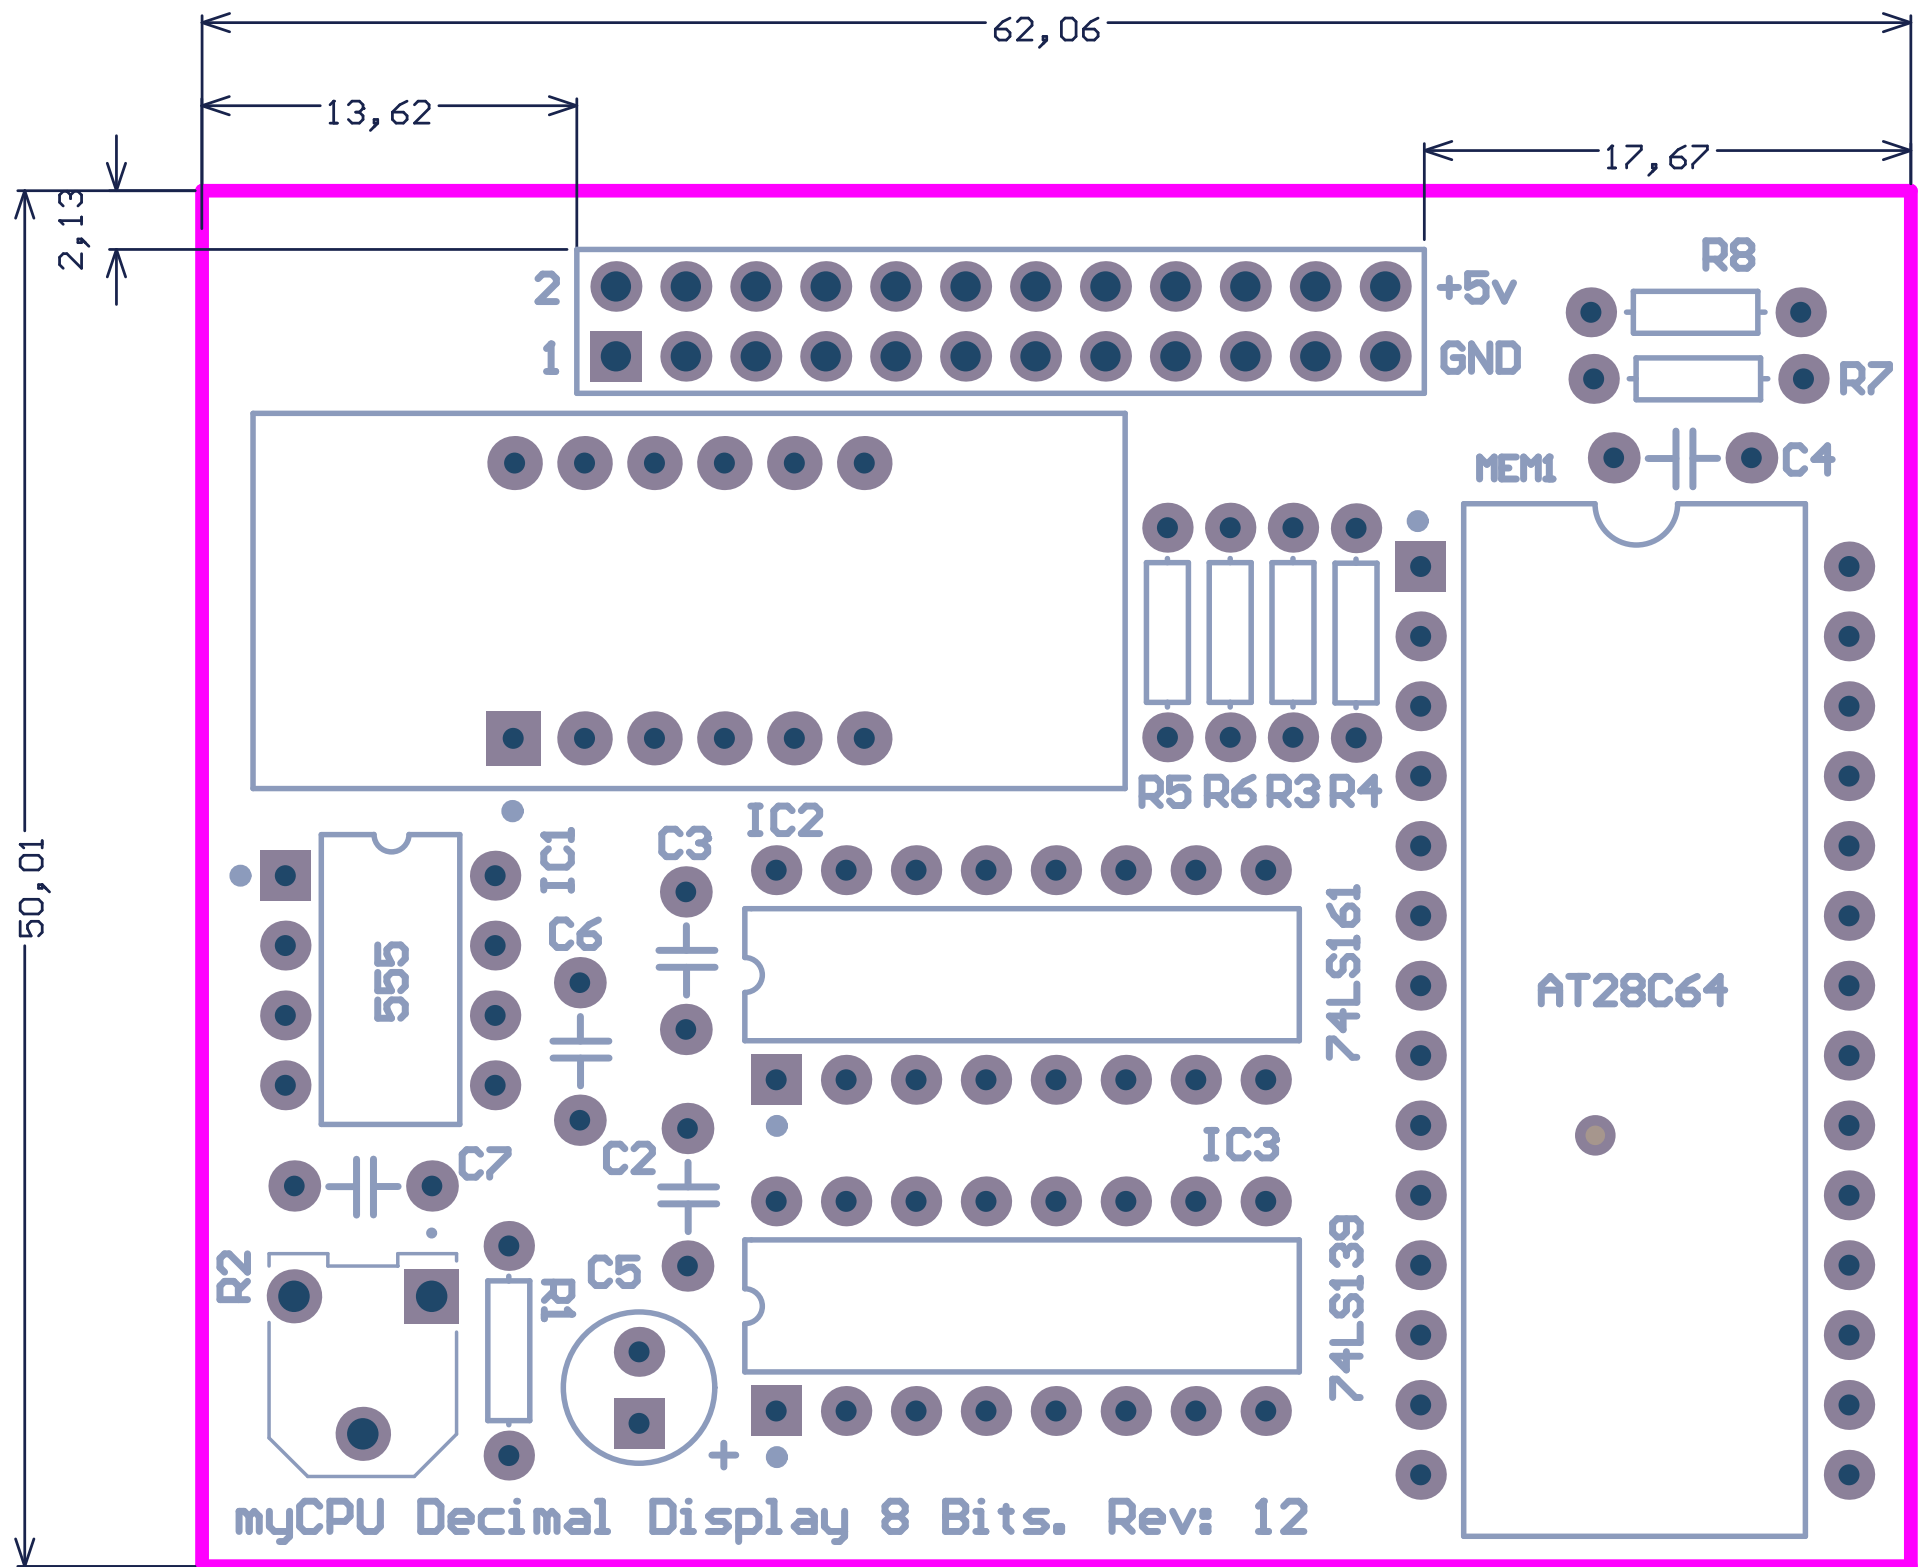 62,06
13,62
17,67
2,13
R8
2
+5v
1
GND
R7
C4
MEM1
R5 R6 R3 R4
IC2
C3
IC1
50,01
C6
74LS161
555
AT28C64
IC3
C7
C2
R2
C5
R1
74LS139
+
myCPU Decimal Display 8 Bits. Rev: 12